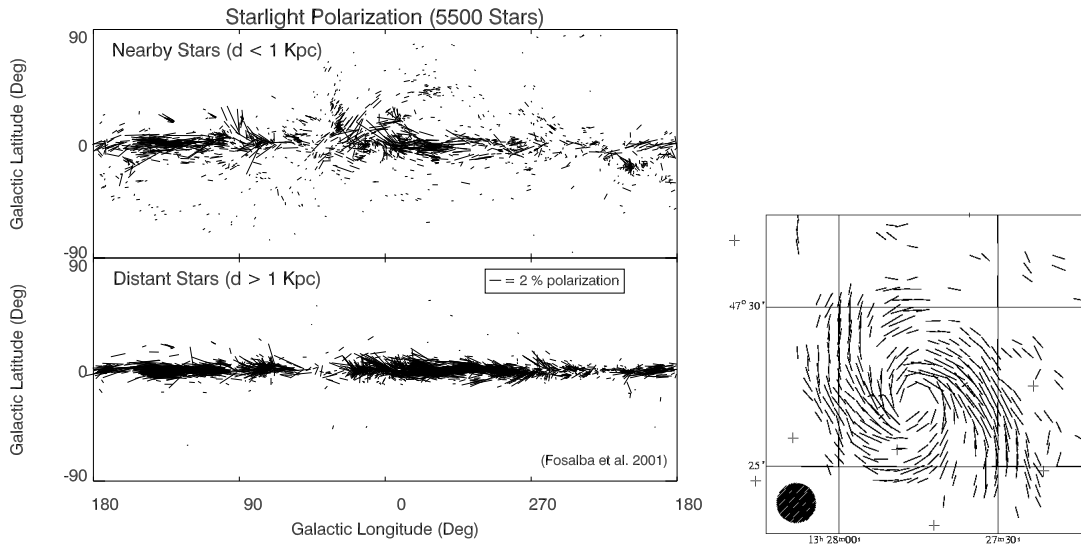 Starlight Polarization (5500 Stars)
90
Nearby Stars (d < 1 Kpc)
Galactic Latitude (Deg)
0
-90
90
Distant Stars (d > 1 Kpc)
— = 2 % polarization
Galactic Latitude (Deg)
0
(Fosalba et al. 2001)
-90
180
90
0
270
180
Galactic Longitude (Deg)
47° 30'
25'
13ʰ 28ᵐ00ˢ
27ᵐ30ˢ